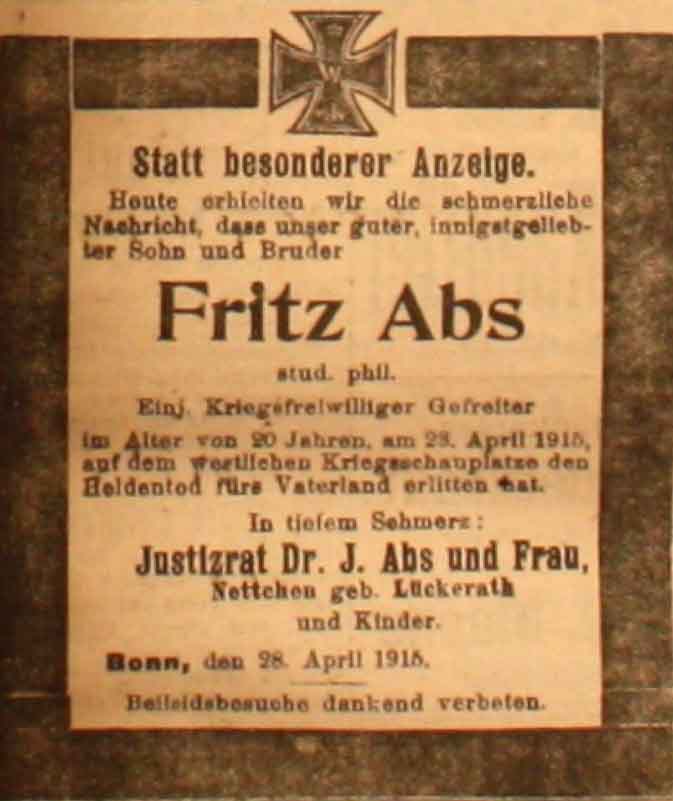 W
Statt besonderer Anzeige.
Heute erhielten wir die schmerzliche
Nachricht, dass unser guter, innigstgelieb-
ter Sohn und Bruder
Fritz Abs
stud. phil.
Einj. Kriegsfreiwilliger Gefreiter
im Alter von 20 Jahren, am 23. April 1915,
auf dem westlichen Kriegsschauplatze den
Heldentod fürs Vaterland erlitten hat.
In tiefem Schmerz:
Justizrat Dr. J. Abs und Frau,
Nettchen geb. Lückerath
und Kinder.
Bonn, den 28. April 1915.
Beileidsbesuche dankend verbeten.